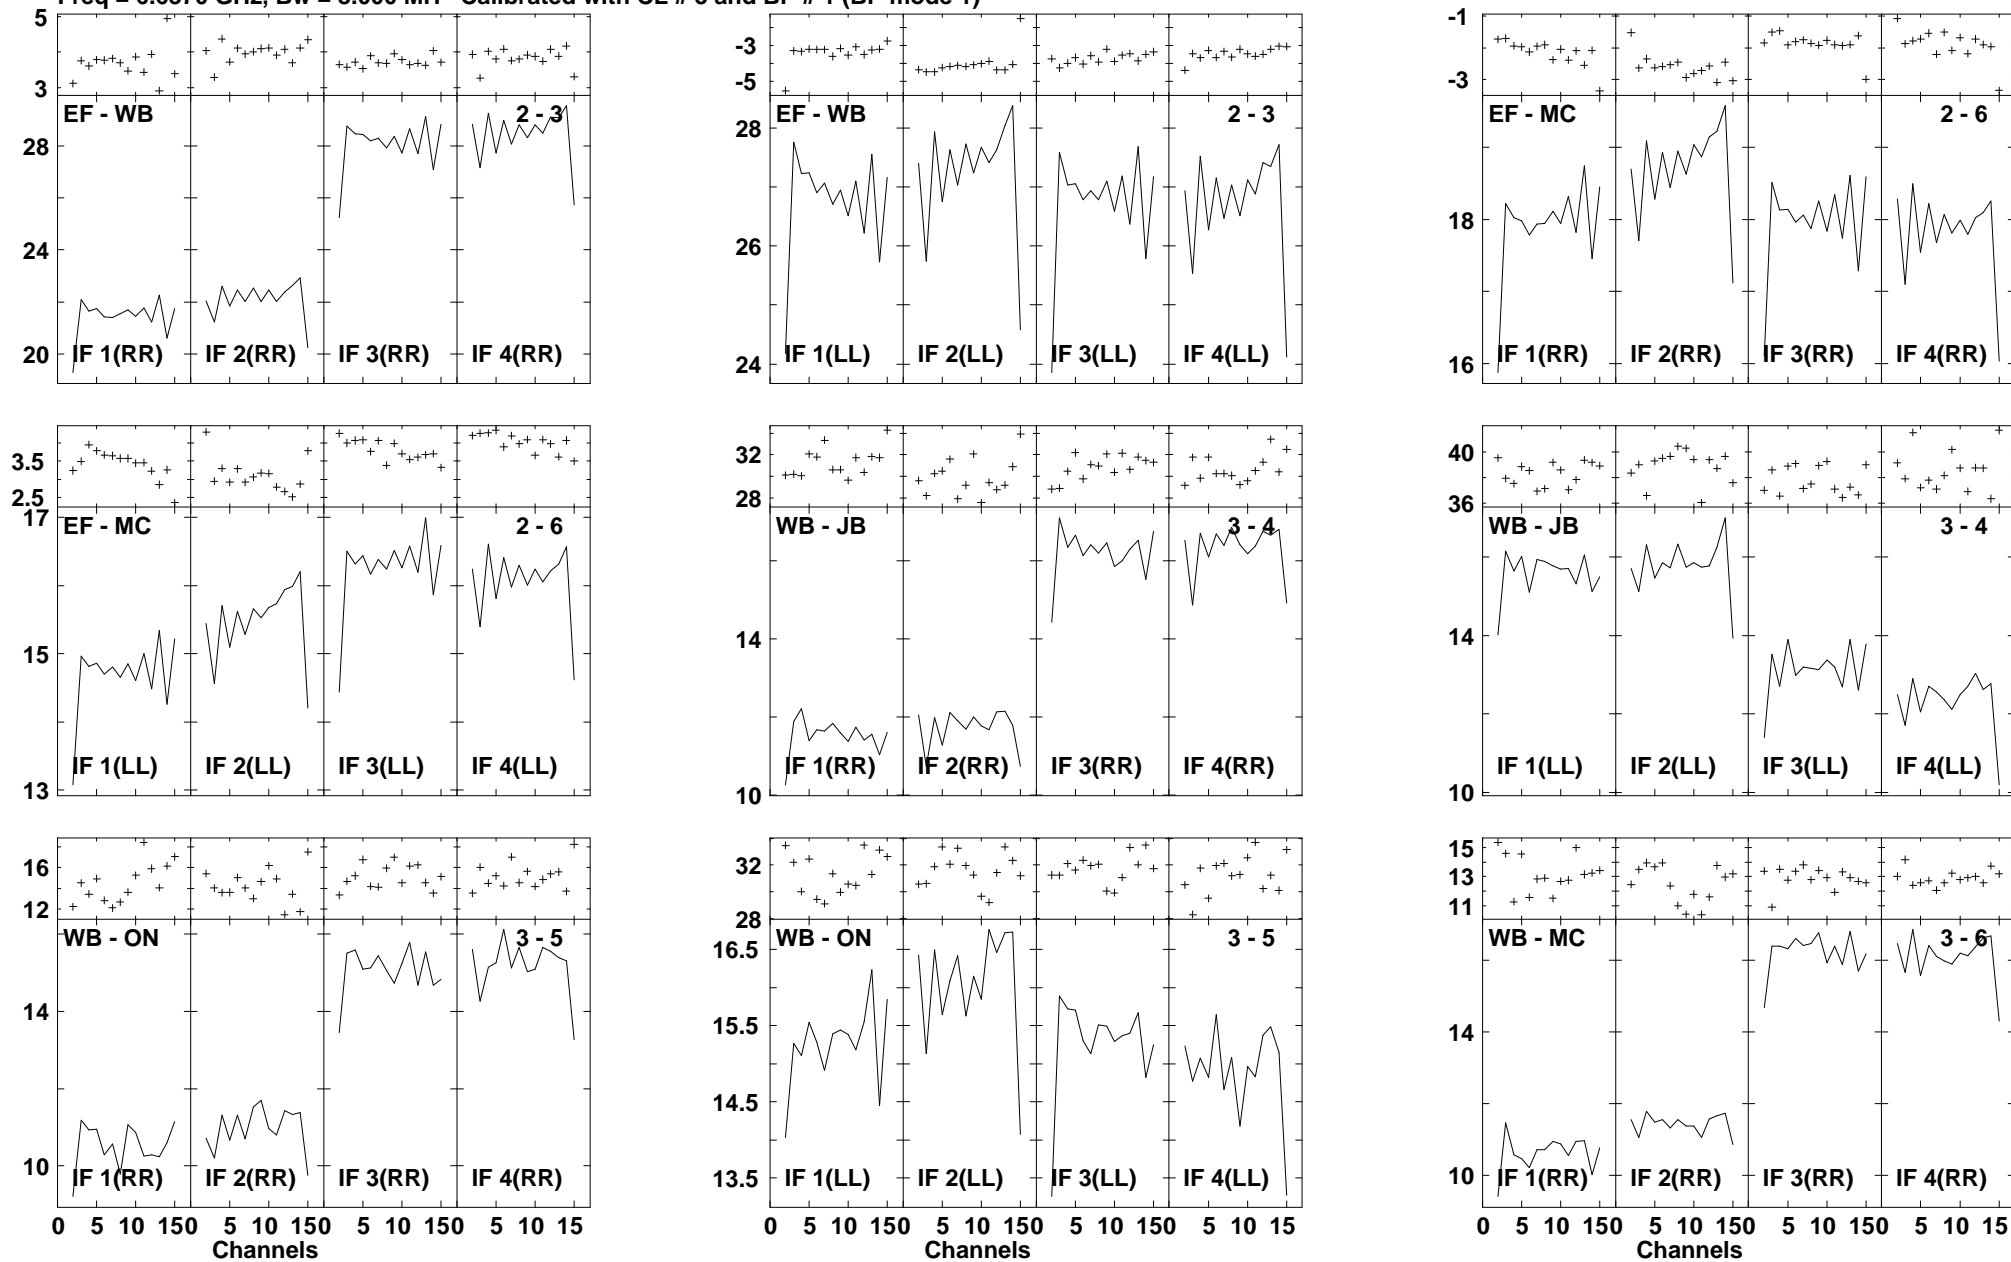 5
3
-3
-5
-1
-3
EF - WB 2 - 3
EF - WB 2 - 3
EF - MC 2 - 6
28
24
20
28
26
24
18
16
IF 1(RR) IF 2(RR) IF 3(RR) IF 4(RR)
IF 1(LL) IF 2(LL) IF 3(LL) IF 4(LL)
IF 1(RR) IF 2(RR) IF 3(RR) IF 4(RR)
3.5
2.5
32
28
40
36
EF - MC 2 - 6
WB - JB 3 - 4
WB - JB 3 - 4
17
15
13
14
10
14
10
IF 1(LL) IF 2(LL) IF 3(LL) IF 4(LL)
IF 1(RR) IF 2(RR) IF 3(RR) IF 4(RR)
IF 1(LL) IF 2(LL) IF 3(LL) IF 4(LL)
16
12
32
28
15
13
11
WB - ON 3 - 5
WB - ON 3 - 5
WB - MC 3 - 6
14
10
16.5
15.5
14.5
13.5
14
10
IF 1(RR) IF 2(RR) IF 3(RR) IF 4(RR)
IF 1(LL) IF 2(LL) IF 3(LL) IF 4(LL)
IF 1(RR) IF 2(RR) IF 3(RR) IF 4(RR)
0 5 10 150 5 10 150 5 10 150 5 10 15
0 5 10 150 5 10 150 5 10 150 5 10 15
0 5 10 150 5 10 150 5 10 150 5 10 15
Channels
Channels
Channels